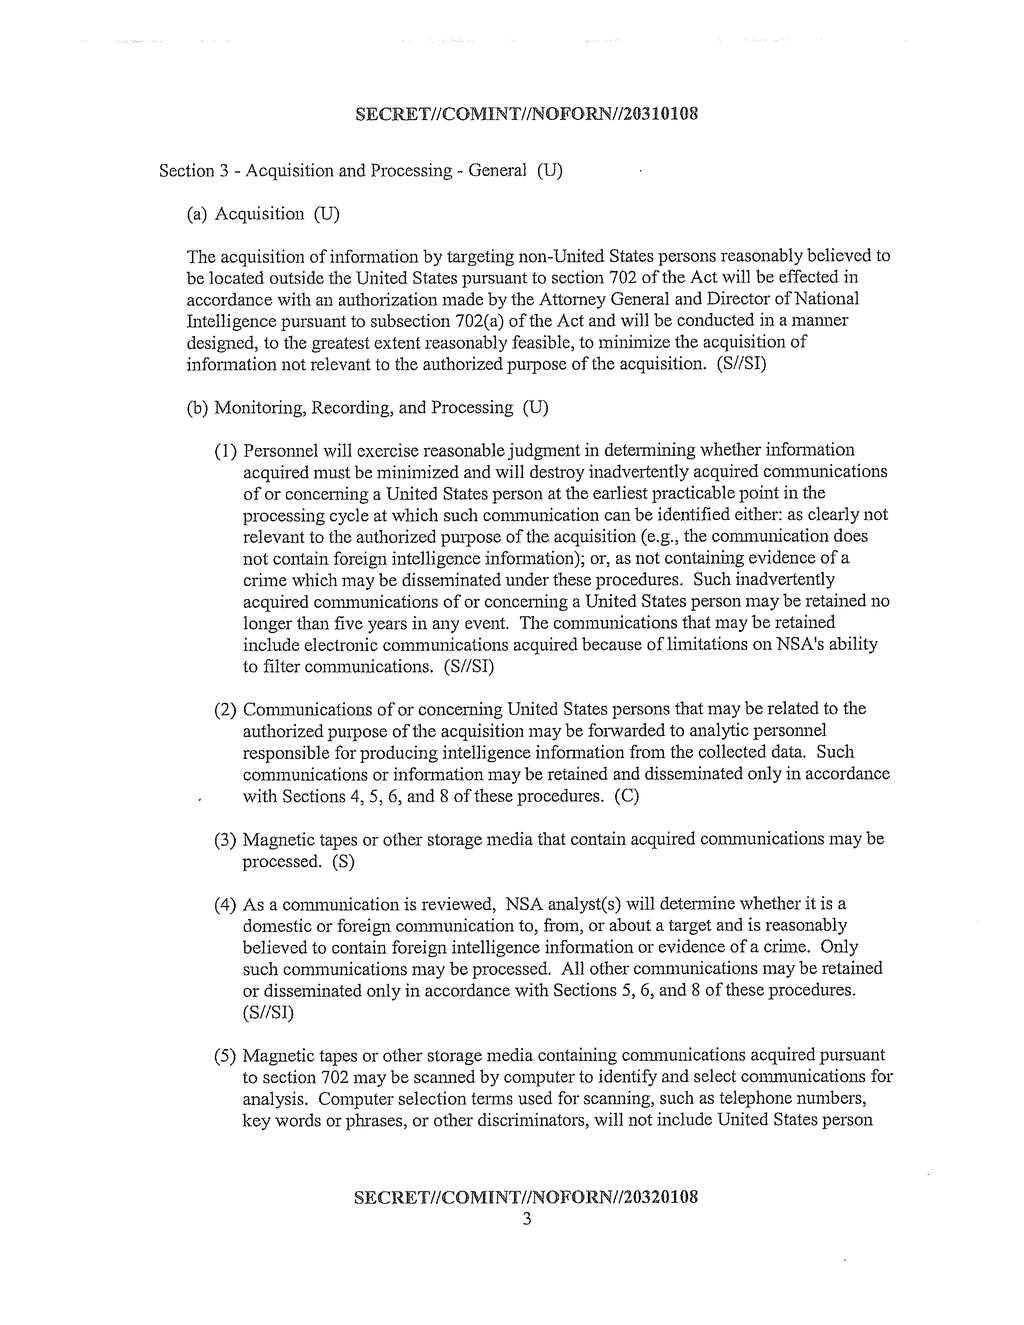 SECRET//COMINT//NOFORN//20310108
Section 3 - Acquisition and Processing - General (U)
(a) Acquisition (U)
The acquisition of information by targeting non-United States persons reasonably believed to
be located outside the United States pursuant to section 702 of the Act will be effected in
accordance with an authorization made by the Attorney General and Director of National
Intelligence pursuant to subsection 702(a) of the Act and will be conducted in a manner
designed, to the greatest extent reasonably feasible, to minimize the acquisition of
information not relevant to the authorized purpose of the acquisition. (S//SI)
(b) Monitoring, Recording, and Processing (U)
(1) Personnel will exercise reasonable judgment in determining whether information
acquired must be minimized and will destroy inadvertently acquired communications
of or concerning a United States person at the earliest practicable point in the
processing cycle at which such communication can be identified either: as clearly not
relevant to the authorized purpose of the acquisition (e.g., the communication does
not contain foreign intelligence information); or, as not containing evidence of a
crime which may be disseminated under these procedures. Such inadvertently
acquired communications of or concerning a United States person may be retained no
longer than five years in any event. The communications that may be retained
include electronic communications acquired because of limitations on NSA's ability
to filter communications. (S//SI)
(2) Communications of or concerning United States persons that may be related to the
authorized purpose of the acquisition may be forwarded to analytic personnel
responsible for producing intelligence information from the collected data. Such
communications or information may be retained and disseminated only in accordance
with Sections 4, 5, 6, and 8 of these procedures. (C)
(3) Magnetic tapes or other storage media that contain acquired communications may be
processed. (S)
(4) As a communication is reviewed, NSA analyst(s) will determine whether it is a
domestic or foreign communication to, from, or about a target and is reasonably
believed to contain foreign intelligence information or evidence of a crime. Only
such communications may be processed. All other communications may be retained
or disseminated only in accordance with Sections 5, 6, and 8 of these procedures.
(S//SI)
(5) Magnetic tapes or other storage media containing communications acquired pursuant
to section 702 may be scanned by computer to identify and select communications for
analysis. Computer selection terms used for scanning, such as telephone numbers,
key words or phrases, or other discriminators, will not include United States person
SECRET//COMINT//NOFORN//20320108
3